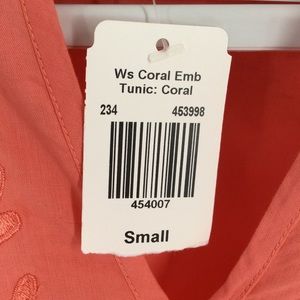 Ws Coral Emb
Tunic: Coral
234 453998
454007
Small